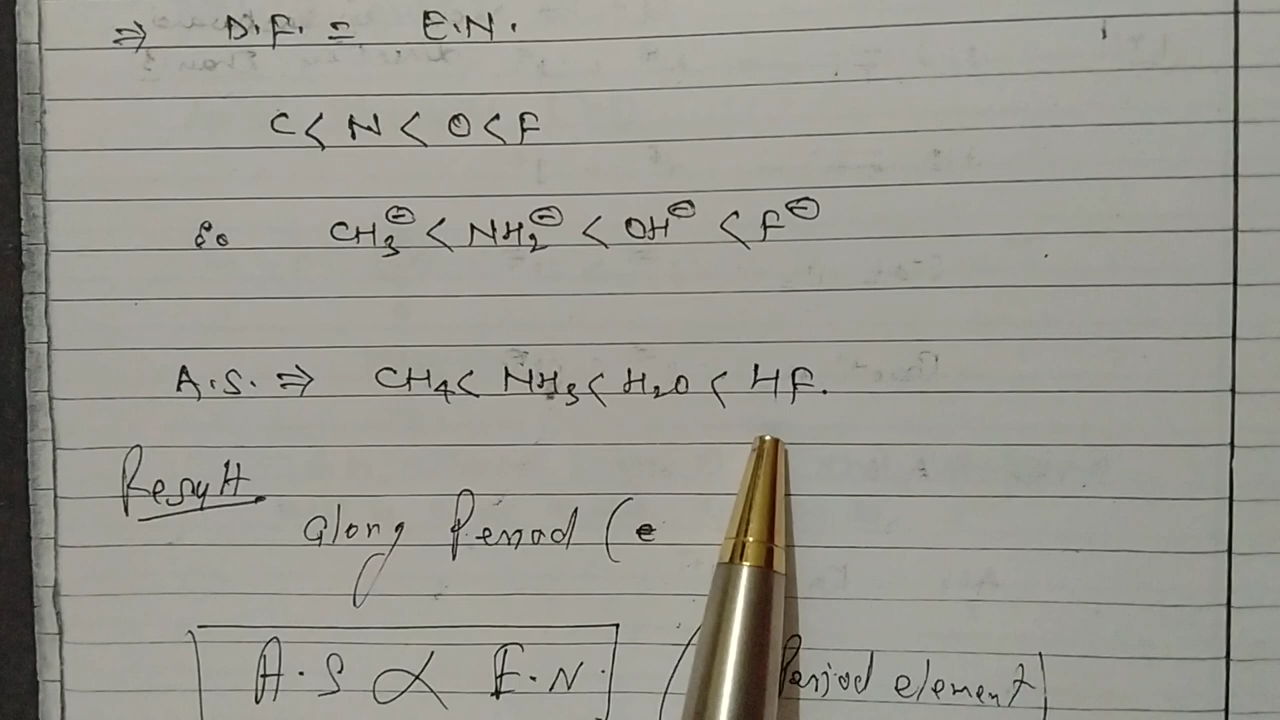 ⇒ D.F. = E.N.
C < N < O < F
So CH₃⊖ < NH₂⊖ < OH⊖ < F⊖
A.S. ⇒ CH₄ < NH₃ < H₂O < HF.
Result
Along Period (e
A.S ∝ E.N. ( Period element)